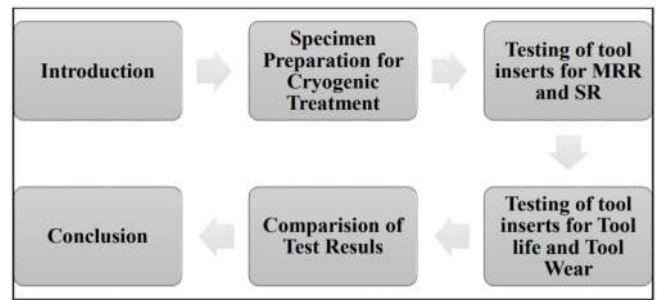 Introduction
Specimen
Preparation for
Cryogenic
Treatment
Testing of tool
inserts for MRR
and SR
Testing of tool
inserts for Tool
life and Tool
Wear
Comparision of
Test Resuls
Conclusion